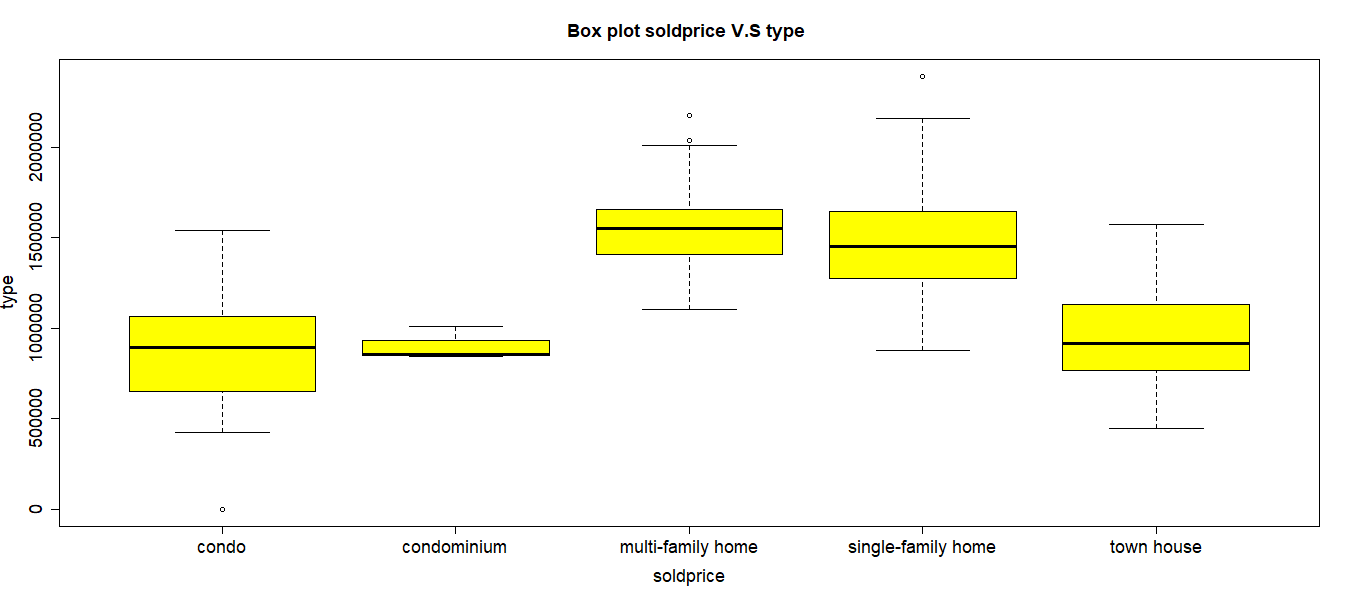 Box plot soldprice V.S type
type
2000000
1500000
1000000
500000
0
condo condominium multi-family home single-family home town house
soldprice